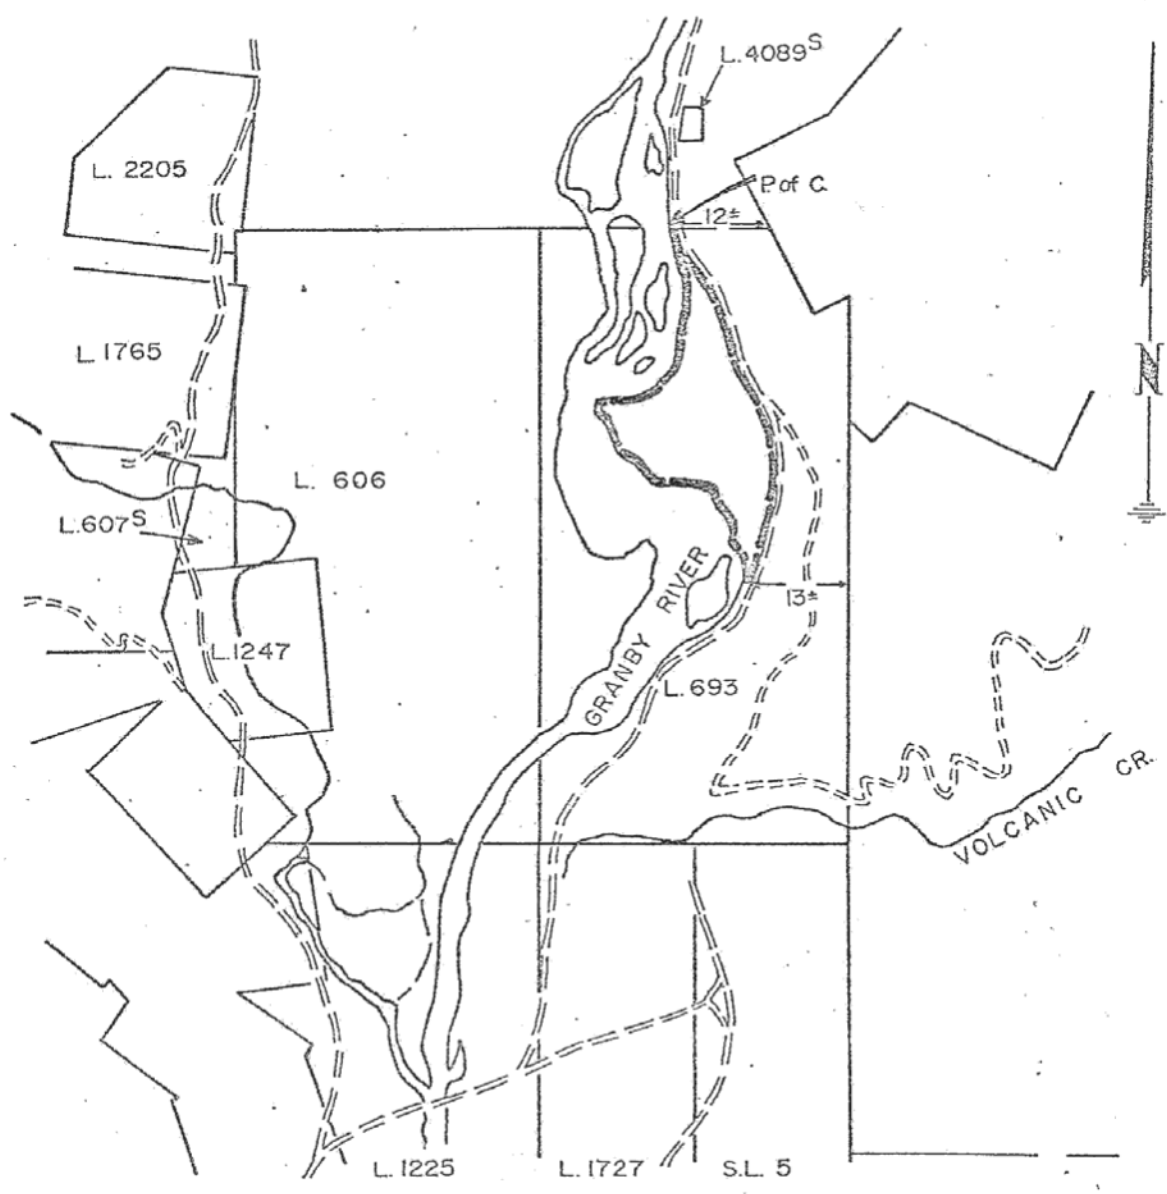 L.4089S
L. 2205
P. of C.
12±
L. 1765
N
L. 606
L.607S
GRANBY RIVER
13±
L.1247
L.693
VOLCANIC CR.
L.1225
L.1727
S.L. 5